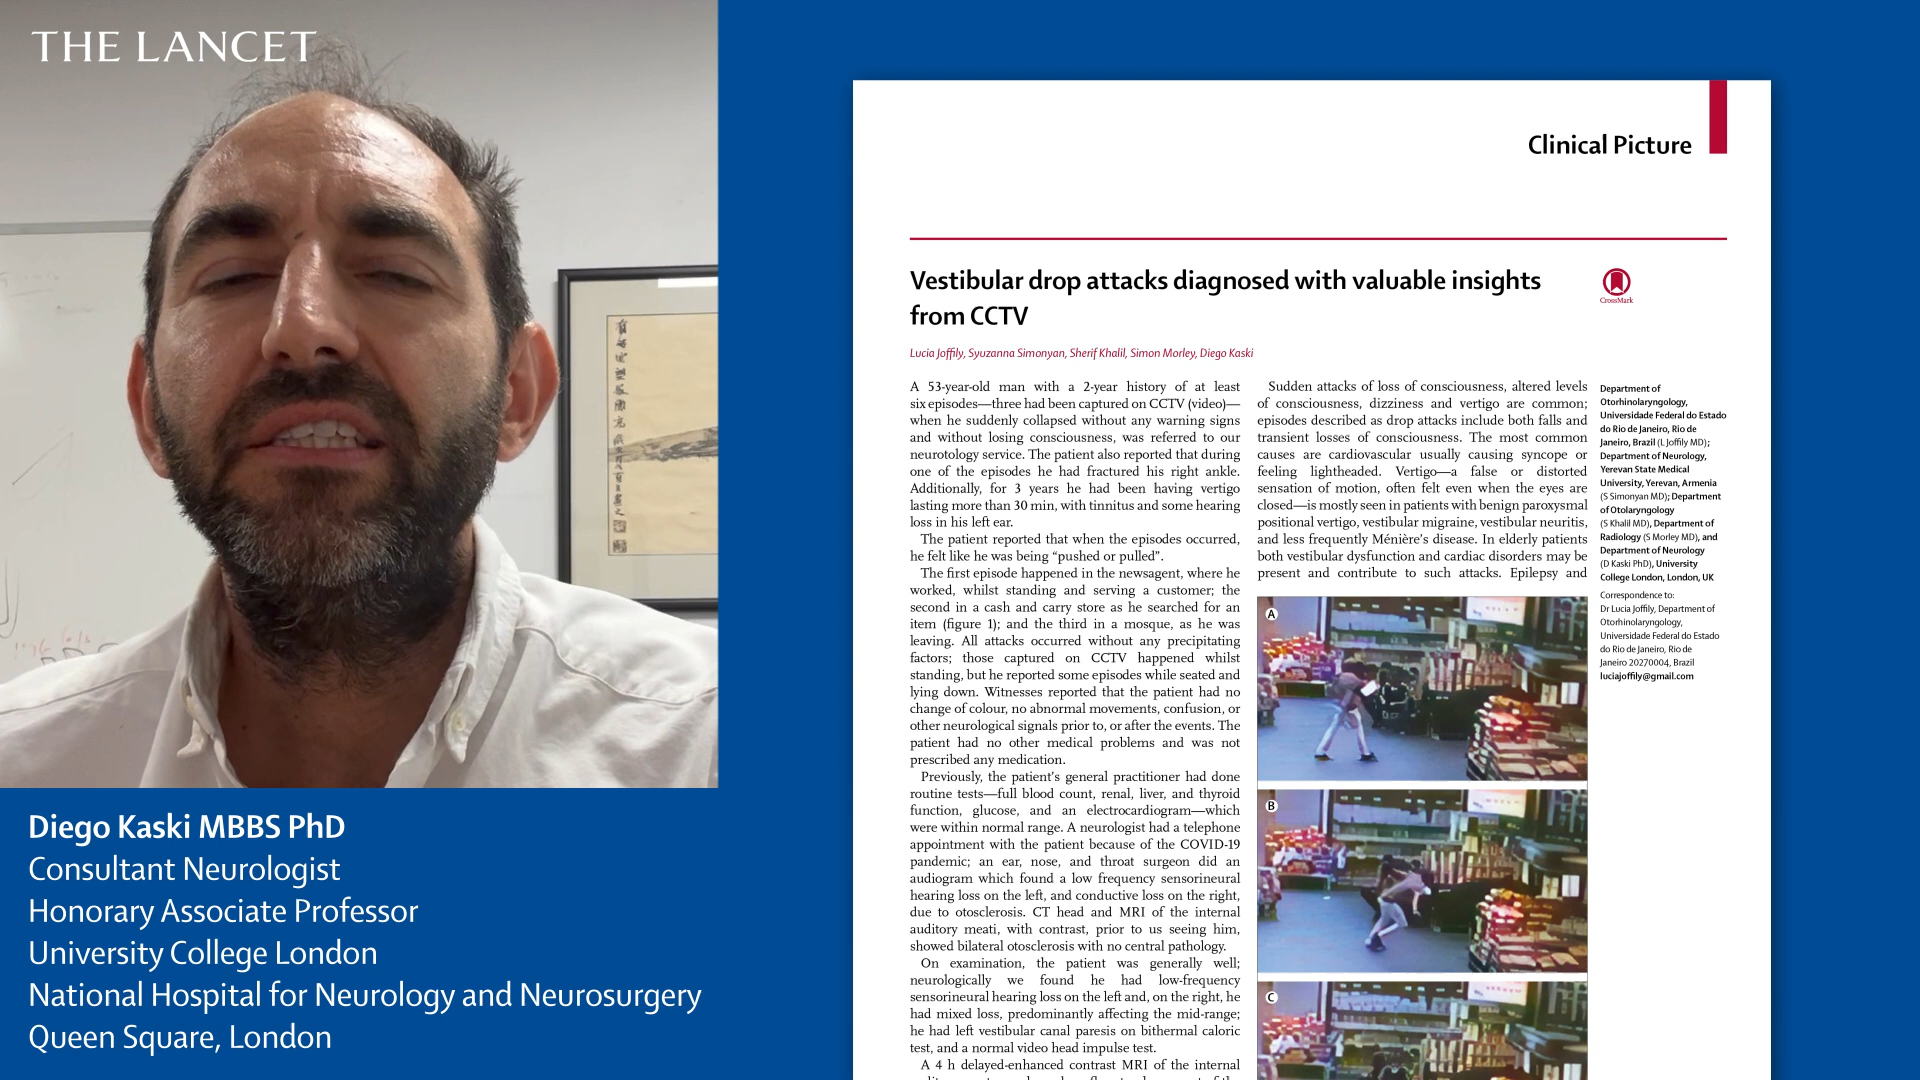 THE LANCET
Diego Kaski MBBS PhD
Consultant Neurologist
Honorary Associate Professor
University College London
National Hospital for Neurology and Neurosurgery
Queen Square, London
Clinical Picture
Vestibular drop attacks diagnosed with valuable insights
from CCTV
CrossMark
Lucia Joffily, Syuzanna Simonyan, Sherif Khalil, Simon Morley, Diego Kaski
A 53-year-old man with a 2-year history of at least
six episodes—three had been captured on CCTV (video)—
when he suddenly collapsed without any warning signs
and without losing consciousness, was referred to our
neurotology service. The patient also reported that during
one of the episodes he had fractured his right ankle.
Additionally, for 3 years he had been having vertigo
lasting more than 30 min, with tinnitus and some hearing
loss in his left ear.
The patient reported that when the episodes occurred,
he felt like he was being “pushed or pulled”.
The first episode happened in the newsagent, where he
worked, whilst standing and serving a customer; the
second in a cash and carry store as he searched for an
item (figure 1); and the third in a mosque, as he was
leaving. All attacks occurred without any precipitating
factors; those captured on CCTV happened whilst
standing, but he reported some episodes while seated and
lying down. Witnesses reported that the patient had no
change of colour, no abnormal movements, confusion, or
other neurological signals prior to, or after the events. The
patient had no other medical problems and was not
prescribed any medication.
Previously, the patient’s general practitioner had done
routine tests—full blood count, renal, liver, and thyroid
function, glucose, and an electrocardiogram—which
were within normal range. A neurologist had a telephone
appointment with the patient because of the COVID-19
pandemic; an ear, nose, and throat surgeon did an
audiogram which found a low frequency sensorineural
hearing loss on the left, and conductive loss on the right,
due to otosclerosis. CT head and MRI of the internal
auditory meati, with contrast, prior to us seeing him,
showed bilateral otosclerosis with no central pathology.
On examination, the patient was generally well;
neurologically we found he had low-frequency
sensorineural hearing loss on the left and, on the right, he
had mixed loss, predominantly affecting the mid-range;
he had left vestibular canal paresis on bithermal caloric
test, and a normal video head impulse test.
A 4 h delayed-enhanced contrast MRI of the internal
Sudden attacks of loss of consciousness, altered levels
of consciousness, dizziness and vertigo are common;
episodes described as drop attacks include both falls and
transient losses of consciousness. The most common
causes are cardiovascular usually causing syncope or
feeling lightheaded. Vertigo—a false or distorted
sensation of motion, often felt even when the eyes are
closed—is mostly seen in patients with benign paroxysmal
positional vertigo, vestibular migraine, vestibular neuritis,
and less frequently Ménière’s disease. In elderly patients
both vestibular dysfunction and cardiac disorders may be
present and contribute to such attacks. Epilepsy and
A
B
C
Department of
Otorhinolaryngology,
Universidade Federal do Estado
do Rio de Janeiro, Rio de
Janeiro, Brazil (L Joffily MD);
Department of Neurology,
Yerevan State Medical
University, Yerevan, Armenia
(S Simonyan MD); Department
of Otolaryngology
(S Khalil MD), Department of
Radiology (S Morley MD), and
Department of Neurology
(D Kaski PhD), University
College London, London, UK
Correspondence to:
Dr Lucia Joffily, Department of
Otorhinolaryngology,
Universidade Federal do Estado
do Rio de Janeiro, Rio de
Janeiro 20270004, Brazil
luciajoffily@gmail.com